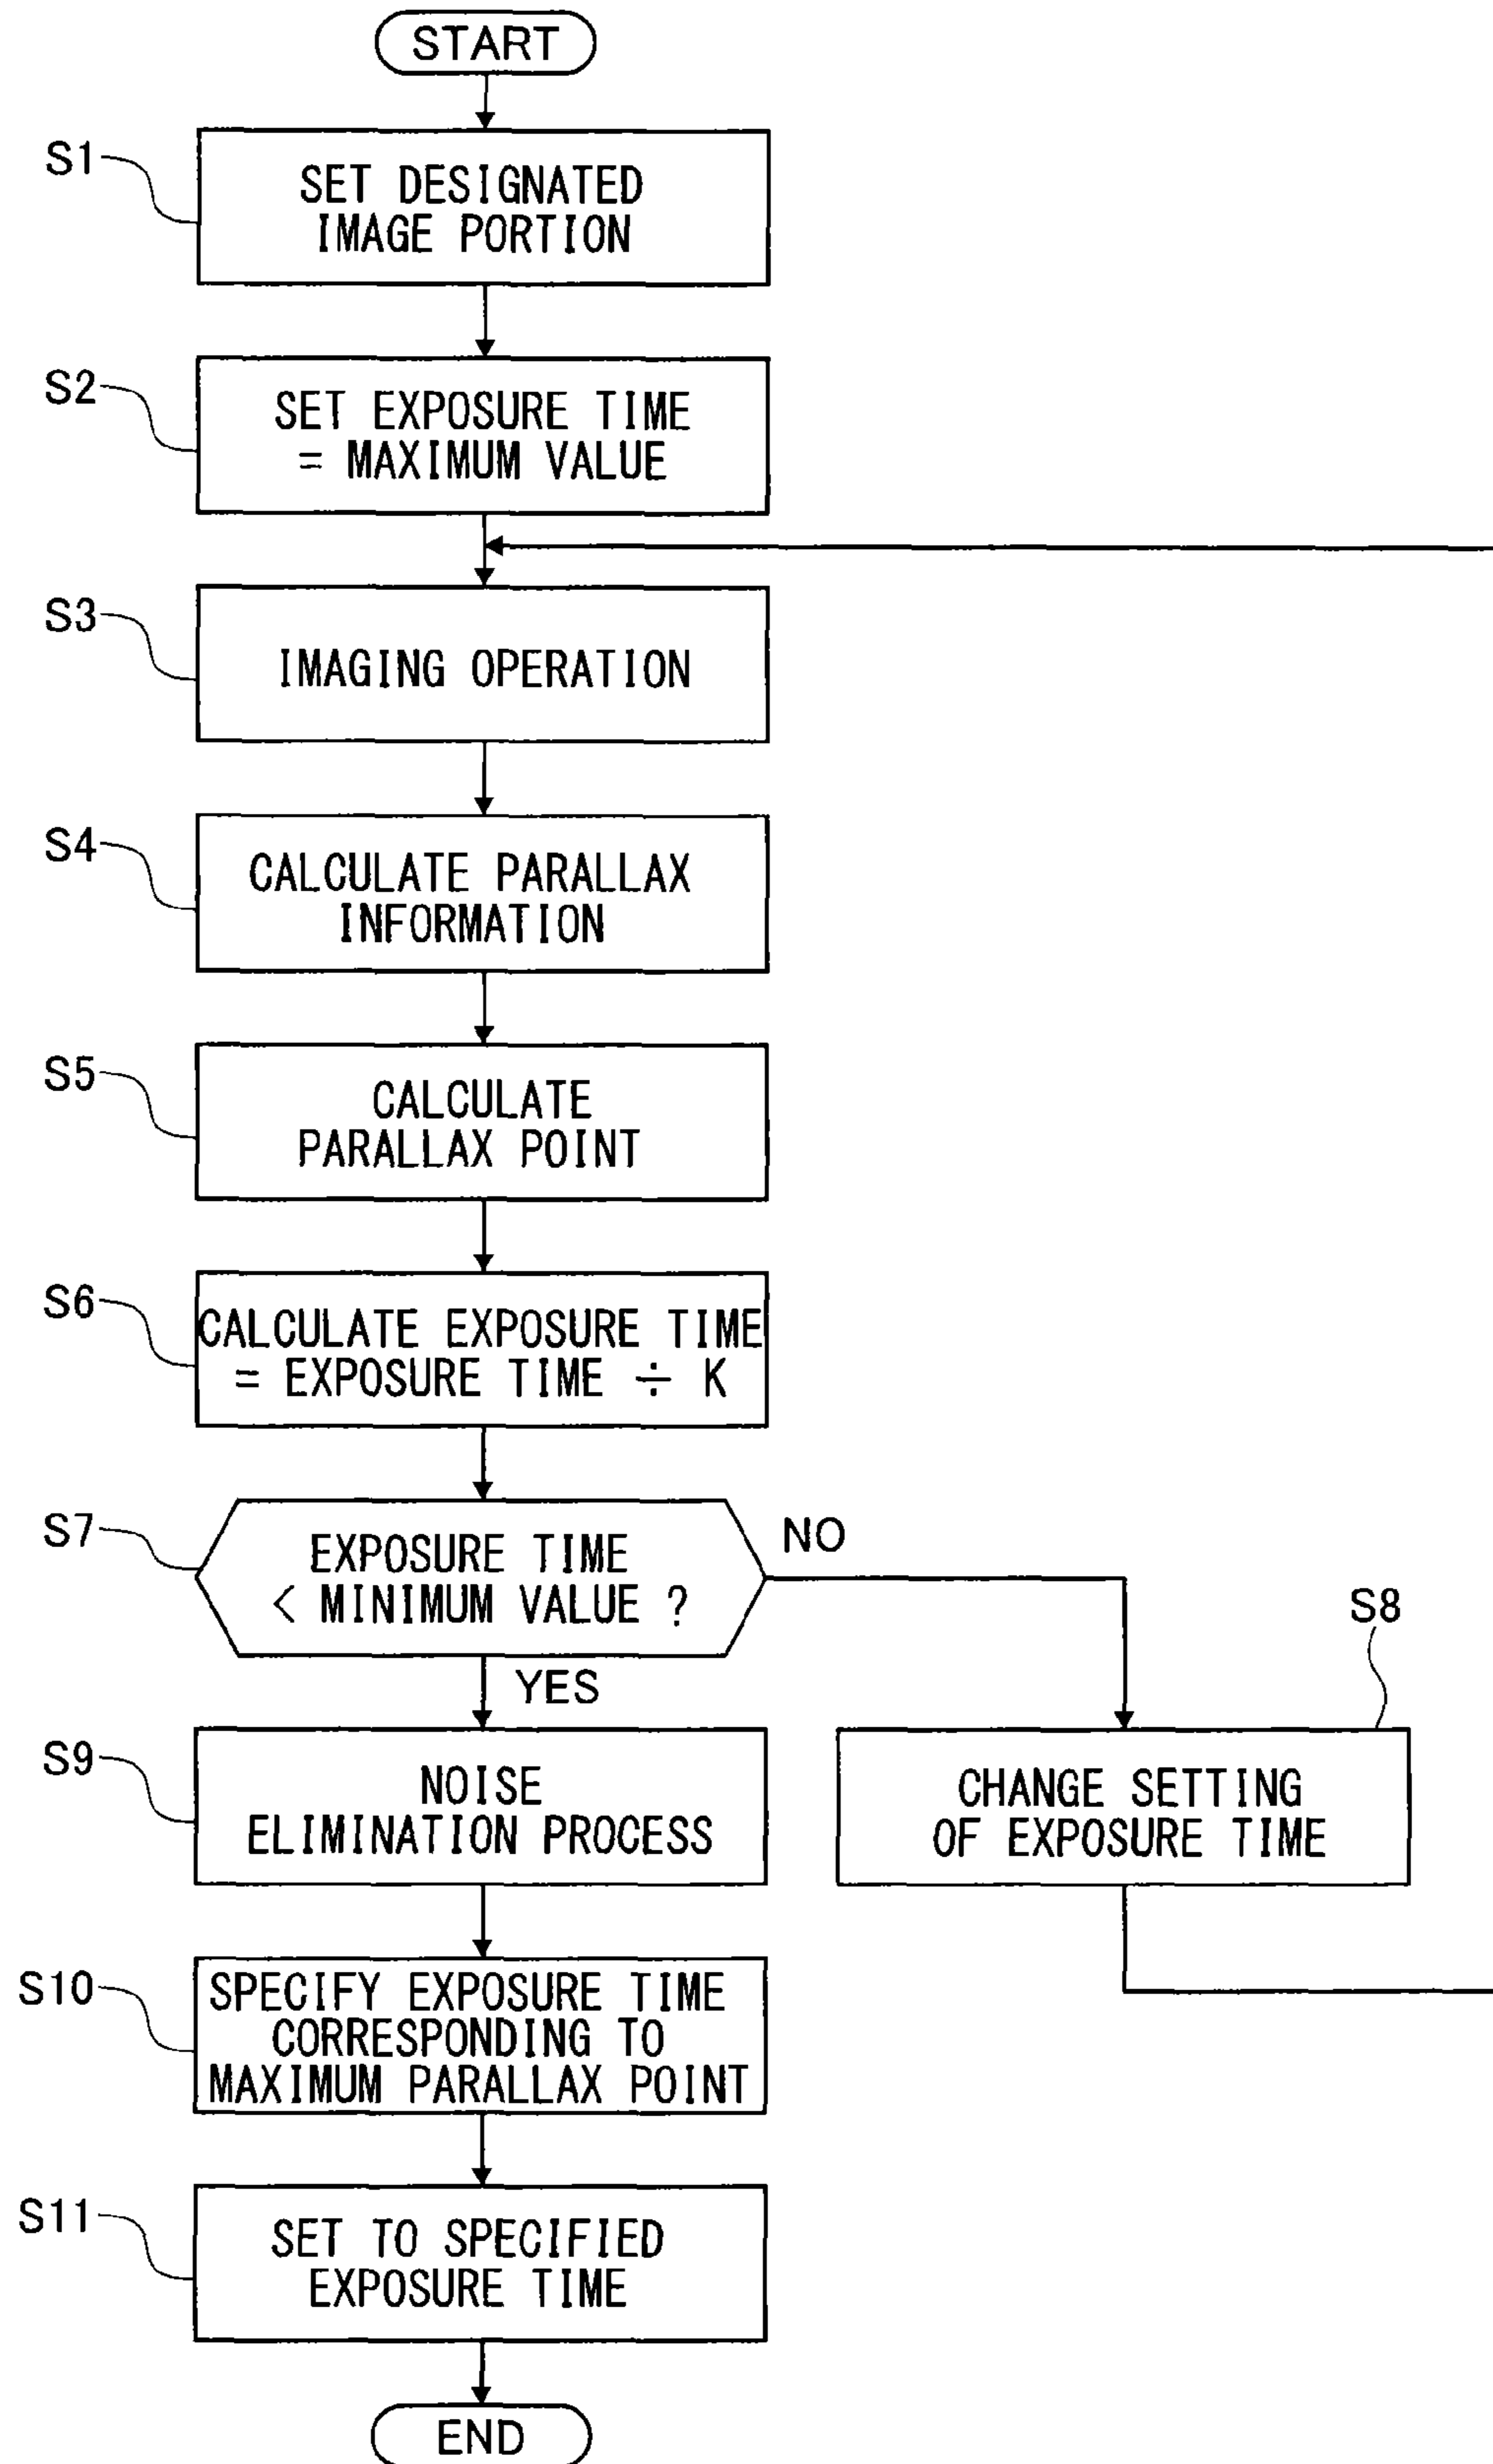 START
S1
SET DESIGNATED
IMAGE PORTION
S2
SET EXPOSURE TIME
= MAXIMUM VALUE
S3
IMAGING OPERATION
S4
CALCULATE PARALLAX
INFORMATION
S5
CALCULATE
PARALLAX POINT
S6
CALCULATE EXPOSURE TIME
= EXPOSURE TIME ÷ K
S7
EXPOSURE TIME
< MINIMUM VALUE ?
NO
YES
S8
CHANGE SETTING
OF EXPOSURE TIME
S9
NOISE
ELIMINATION PROCESS
S10
SPECIFY EXPOSURE TIME
CORRESPONDING TO
MAXIMUM PARALLAX POINT
S11
SET TO SPECIFIED
EXPOSURE TIME
END